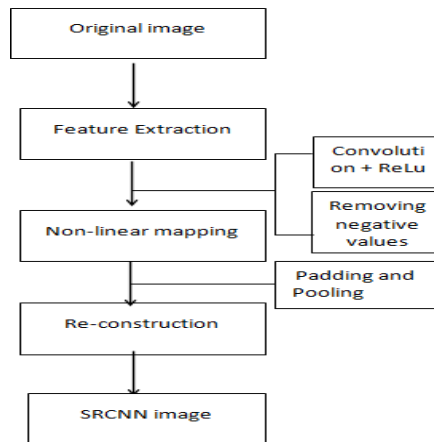 Original image
Feature Extraction
Convoluti
on + ReLu
Removing
negative
values
Non-linear mapping
Padding and
Pooling
Re-construction
SRCNN image